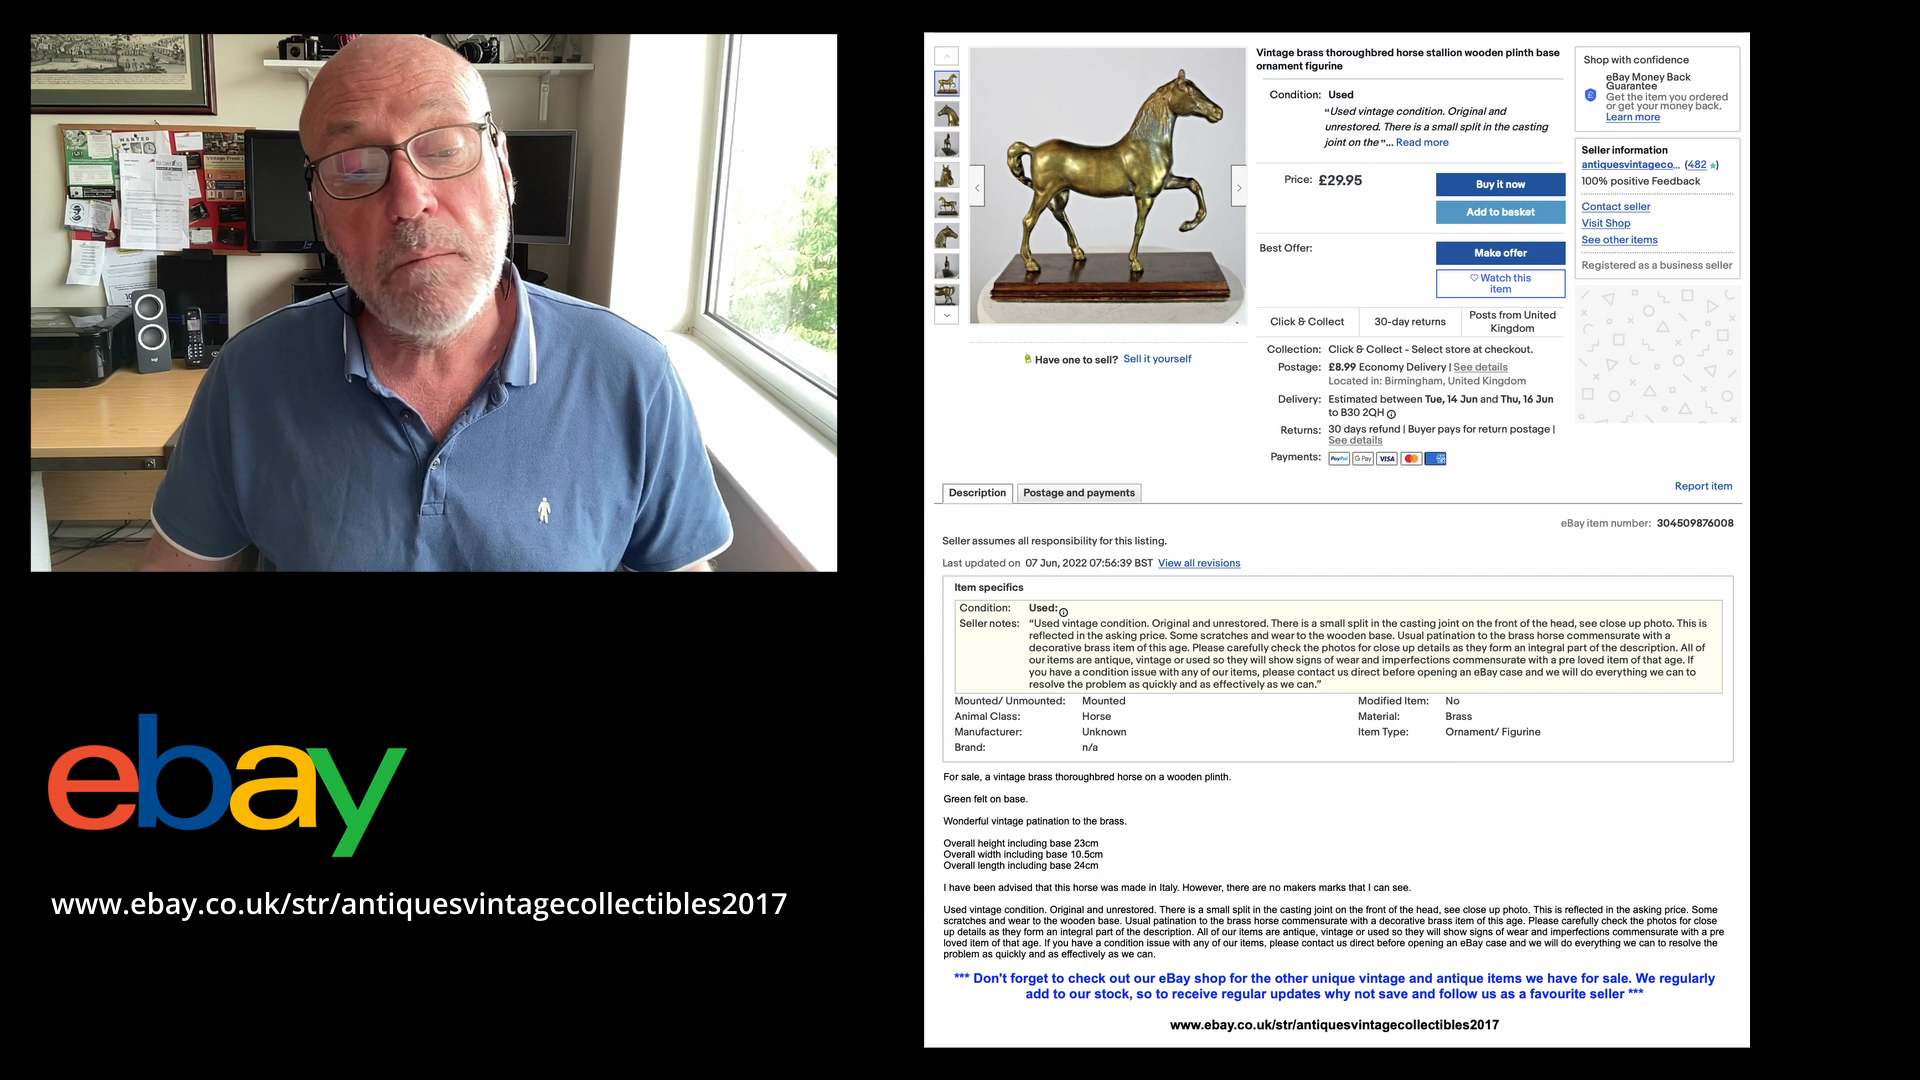 WANTED
ebay
www.ebay.co.uk/str/antiquesvintagecollectibles2017
Vintage brass thoroughbred horse stallion wooden plinth base
ornament figurine
Condition: Used
“Used vintage condition. Original and
unrestored. There is a small split in the casting
joint on the ”... Read more
Price: £29.95
Buy it now
Add to basket
Best Offer:
Make offer
Watch this
item
Click & Collect
30-day returns
Posts from United
Kingdom
Collection: Click & Collect - Select store at checkout.
Postage: £8.99 Economy Delivery | See details
Located in: Birmingham, United Kingdom
Delivery: Estimated between Tue, 14 Jun and Thu, 16 Jun
to B30 2QH
Returns: 30 days refund | Buyer pays for return postage |
See details
Payments: PayPal G Pay VISA
Have one to sell? Sell it yourself
Shop with confidence
eBay Money Back
Guarantee
Get the item you ordered
or get your money back.
Learn more
Seller information
antiquesvintageco... (482)
100% positive Feedback
Contact seller
Visit Shop
See other items
Registered as a business seller
Description
Postage and payments
Report item
eBay item number: 304509876008
Seller assumes all responsibility for this listing.
Last updated on 07 Jun, 2022 07:56:39 BST View all revisions
Item specifics
Condition: Used:
Seller notes: “Used vintage condition. Original and unrestored. There is a small split in the casting joint on the front of the head, see close up photo. This is
reflected in the asking price. Some scratches and wear to the wooden base. Usual patination to the brass horse commensurate with a
decorative brass item of this age. Please carefully check the photos for close up details as they form an integral part of the description. All of
our items are antique, vintage or used so they will show signs of wear and imperfections commensurate with a pre loved item of that age. If
you have a condition issue with any of our items, please contact us direct before opening an eBay case and we will do everything we can to
resolve the problem as quickly and as effectively as we can.”
Mounted/ Unmounted: Mounted Modified Item: No
Animal Class: Horse Material: Brass
Manufacturer: Unknown Item Type: Ornament/ Figurine
Brand: n/a
For sale, a vintage brass thoroughbred horse on a wooden plinth.
Green felt on base.
Wonderful vintage patination to the brass.
Overall height including base 23cm
Overall width including base 10.5cm
Overall length including base 24cm
I have been advised that this horse was made in Italy. However, there are no makers marks that I can see.
Used vintage condition. Original and unrestored. There is a small split in the casting joint on the front of the head, see close up photo. This is reflected in the asking price. Some
scratches and wear to the wooden base. Usual patination to the brass horse commensurate with a decorative brass item of this age. Please carefully check the photos for close
up details as they form an integral part of the description. All of our items are antique, vintage or used so they will show signs of wear and imperfections commensurate with a pre
loved item of that age. If you have a condition issue with any of our items, please contact us direct before opening an eBay case and we will do everything we can to resolve the
problem as quickly and as effectively as we can.
*** Don't forget to check out our eBay shop for the other unique vintage and antique items we have for sale. We regularly
add to our stock, so to receive regular updates why not save and follow us as a favourite seller ***
www.ebay.co.uk/str/antiquesvintagecollectibles2017